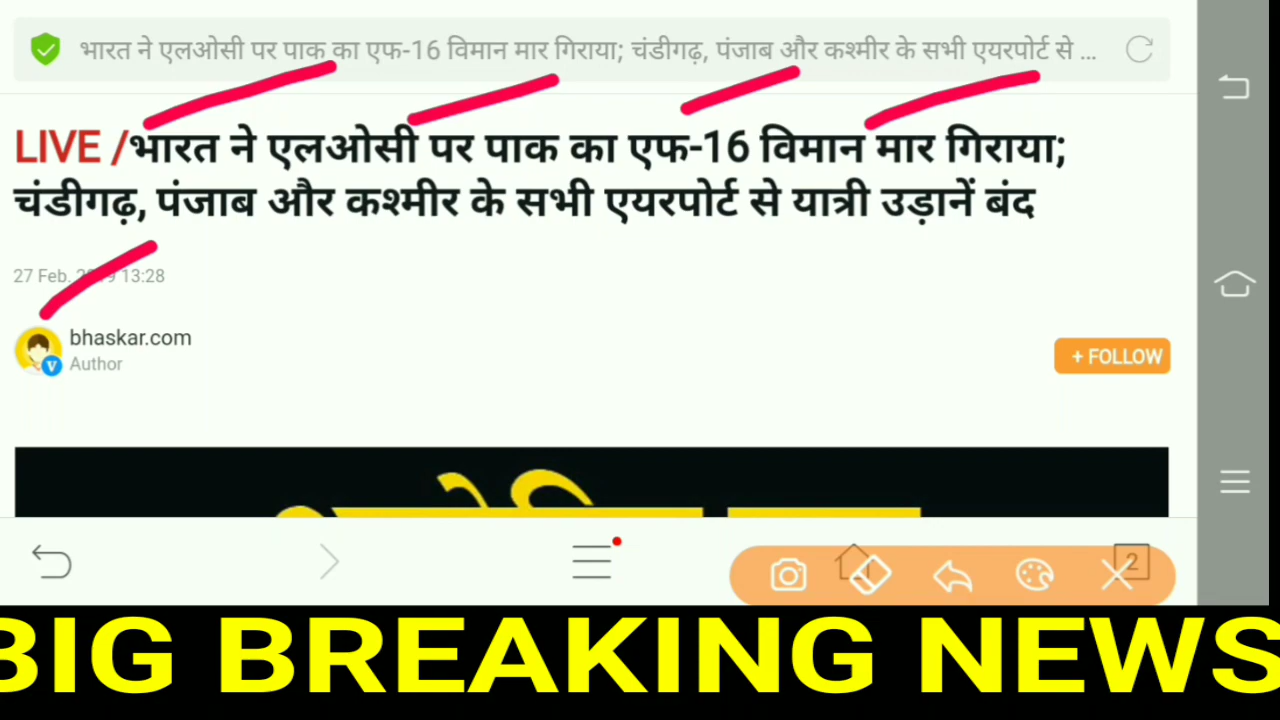 भारत ने एलओसी पर पाक का एफ-16 विमान मार गिराया; चंडीगढ़, पंजाब और कश्मीर के सभी एयरपोर्ट से ...
LIVE /भारत ने एलओसी पर पाक का एफ-16 विमान मार गिराया;
चंडीगढ़, पंजाब और कश्मीर के सभी एयरपोर्ट से यात्री उड़ानें बंद
27 Feb. 2019 13:28
bhaskar.com
V
Author
+ FOLLOW
2
BIG BREAKING NEWS